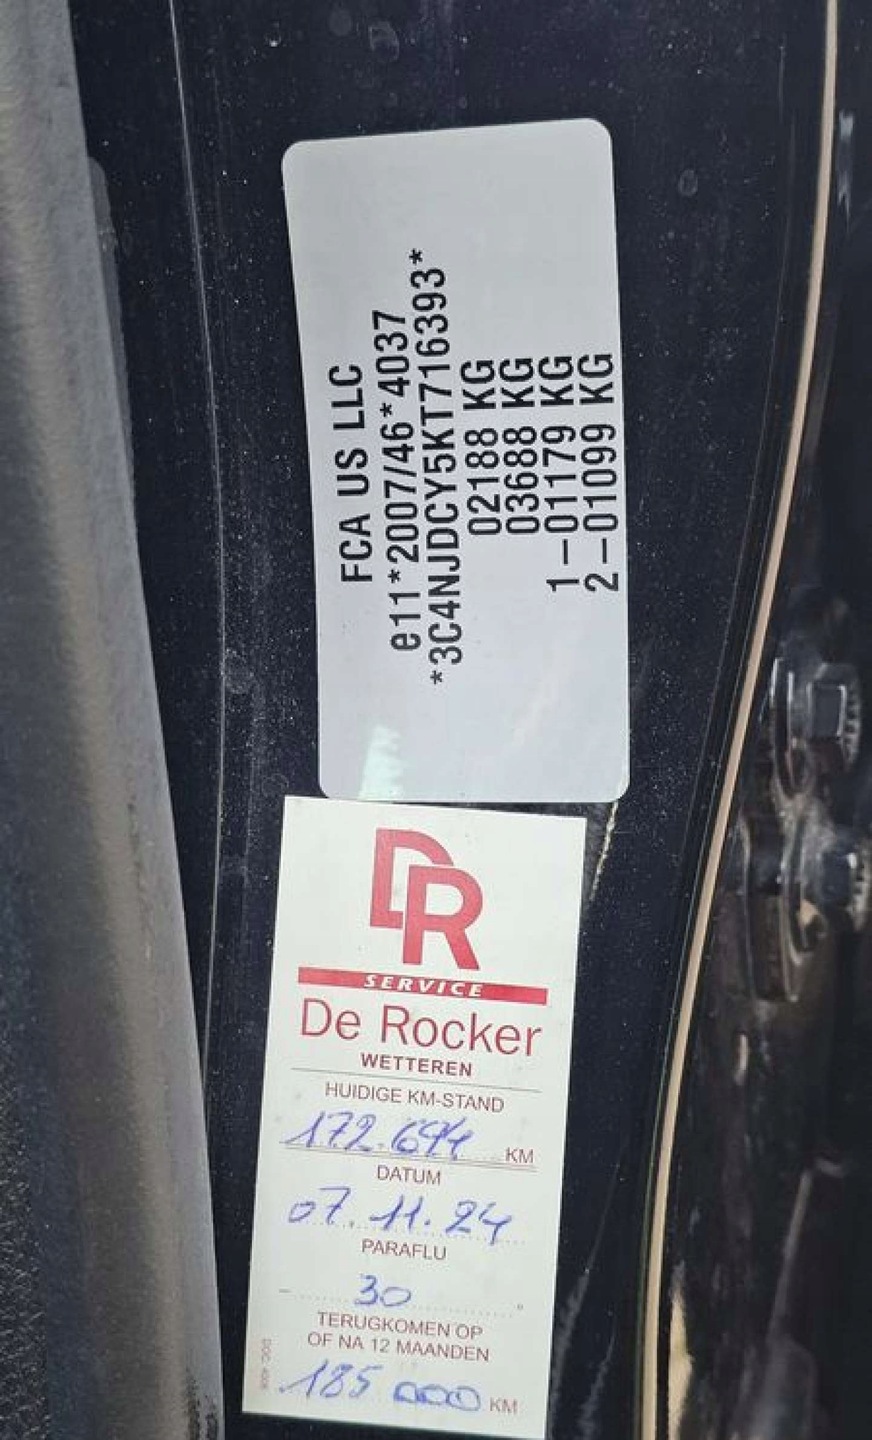 FCA US LLC
e11*2007/46*4037
*3C4NJDCY5KT716393*
02188 KG
03688 KG
1-01179 KG
2-01099 KG
DR
SERVICE
De Rocker
WETTEREN
HUIDIGE KM-STAND
172.694 KM
DATUM
07.11.24
PARAFLU
- 30 °
TERUGKOMEN OP
OF NA 12 MAANDEN
185 000 KM